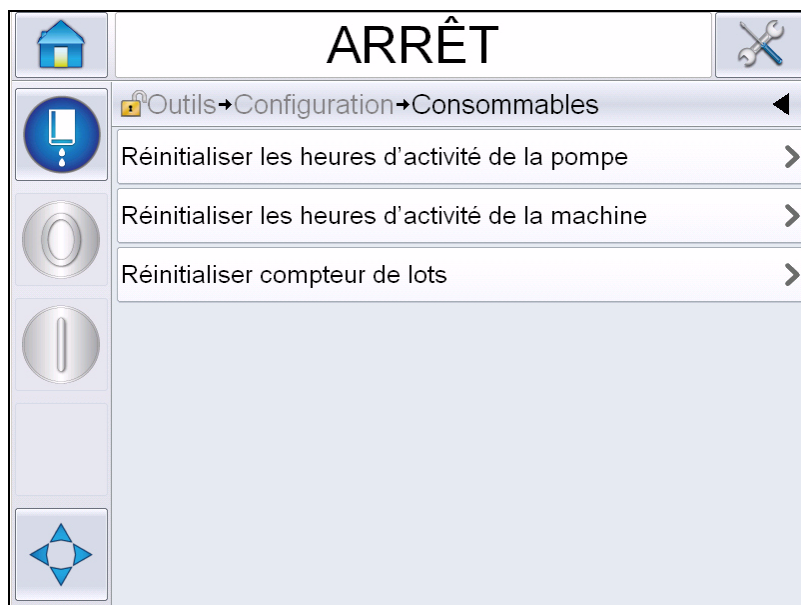 ARRÊT
Outils→Configuration→Consommables
Réinitialiser les heures d’activité de la pompe
Réinitialiser les heures d’activité de la machine
Réinitialiser compteur de lots